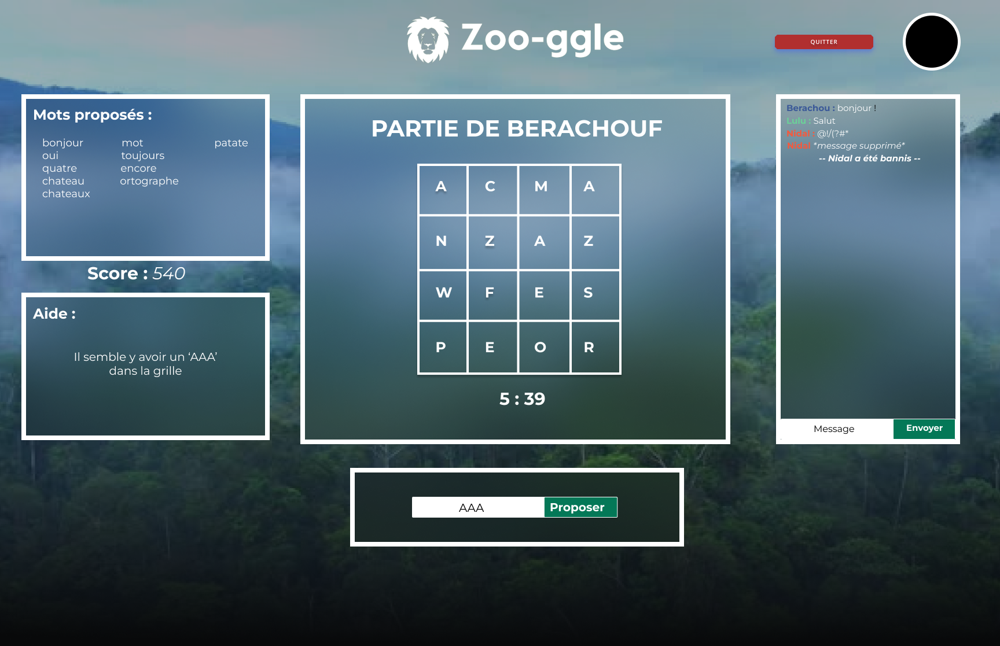 Zoo-ggle
QUITTER
Mots proposés :
bonjour mot patate
oui toujours
quatre encore
chateau ortographe
chateaux
Score : 540
Aide :
Il semble y avoir un ‘AAA’
dans la grille
PARTIE DE BERACHOUF
A C M A
N Z A Z
W F E S
P E O R
5 : 39
AAA Proposer
Berachou : bonjour !
Lulu : Salut
Nidal : @!/(?#*
Nidal *message supprimé*
-- Nidal a été bannis --
Message Envoyer